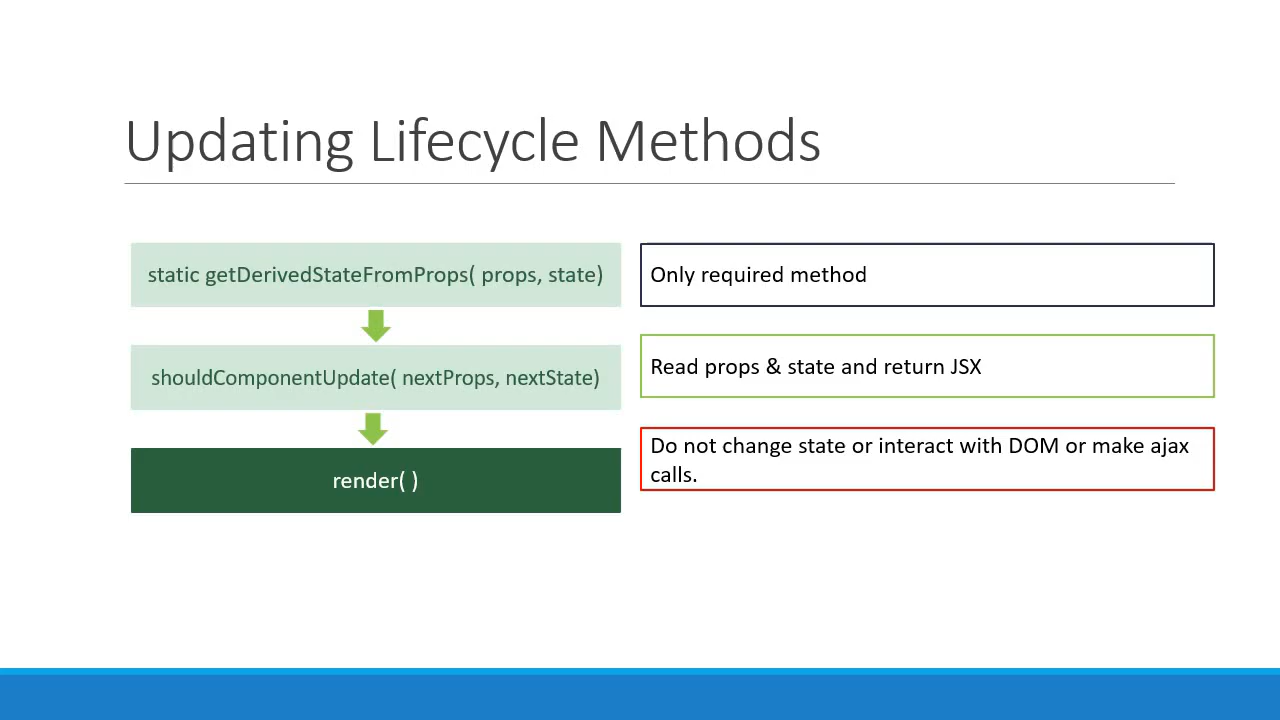 Updating Lifecycle Methods
static getDerivedStateFromProps( props, state)
shouldComponentUpdate( nextProps, nextState)
render( )
Only required method
Read props & state and return JSX
Do not change state or interact with DOM or make ajax
calls.